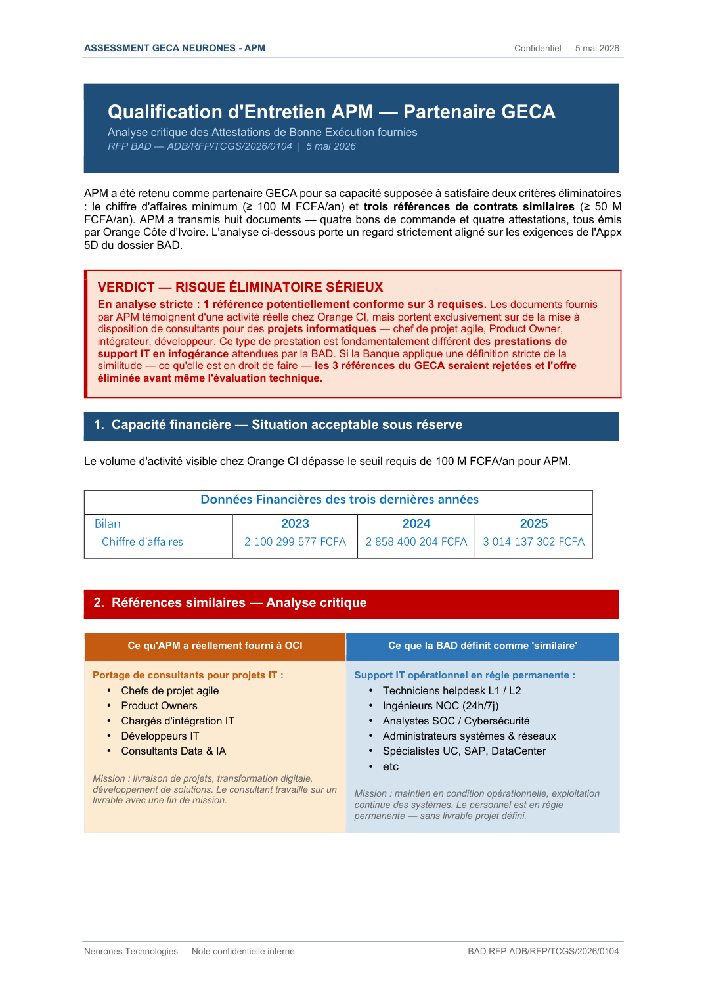 ASSESSMENT GECA NEURONES - APM
Confidentiel — 5 mai 2026
Qualification d'Entretien APM — Partenaire GECA
Analyse critique des Attestations de Bonne Exécution fournies
RFP BAD — ADB/RFP/TCGS/2026/0104 | 5 mai 2026
APM a été retenu comme partenaire GECA pour sa capacité supposée à satisfaire deux critères éliminatoires
: le chiffre d'affaires minimum (≥ 100 M FCFA/an) et trois références de contrats similaires (≥ 50 M
FCFA/an). APM a transmis huit documents — quatre bons de commande et quatre attestations, tous émis
par Orange Côte d'Ivoire. L'analyse ci-dessous porte un regard strictement aligné sur les exigences de l'Appx
5D du dossier BAD.
VERDICT — RISQUE ÉLIMINATOIRE SÉRIEUX
En analyse stricte : 1 référence potentiellement conforme sur 3 requises. Les documents fournis
par APM témoignent d'une activité réelle chez Orange CI, mais portent exclusivement sur de la mise à
disposition de consultants pour des projets informatiques — chef de projet agile, Product Owner,
intégrateur, développeur. Ce type de prestation est fondamentalement différent des prestations de
support IT en infogérance attendues par la BAD. Si la Banque applique une définition stricte de la
similitude — ce qu'elle est en droit de faire — les 3 références du GECA seraient rejetées et l'offre
éliminée avant même l'évaluation technique.
1. Capacité financière — Situation acceptable sous réserve
Le volume d'activité visible chez Orange CI dépasse le seuil requis de 100 M FCFA/an pour APM.
Données Financières des trois dernières années
Bilan 2023 2024 2025
Chiffre d'affaires 2 100 299 577 FCFA 2 858 400 204 FCFA 3 014 137 302 FCFA
2. Références similaires — Analyse critique
Ce qu'APM a réellement fourni à OCI
Portage de consultants pour projets IT :
• Chefs de projet agile
• Product Owners
• Chargés d'intégration IT
• Développeurs IT
• Consultants Data & IA
Mission : livraison de projets, transformation digitale,
développement de solutions. Le consultant travaille sur un
livrable avec une fin de mission.
Ce que la BAD définit comme 'similaire'
Support IT opérationnel en régie permanente :
• Techniciens helpdesk L1 / L2
• Ingénieurs NOC (24h/7j)
• Analystes SOC / Cybersécurité
• Administrateurs systèmes & réseaux
• Spécialistes UC, SAP, DataCenter
• etc
Mission : maintien en condition opérationnelle, exploitation
continue des systèmes. Le personnel est en régie
permanente — sans livrable projet défini.
Neurones Technologies — Note confidentielle interne
BAD RFP ADB/RFP/TCGS/2026/0104